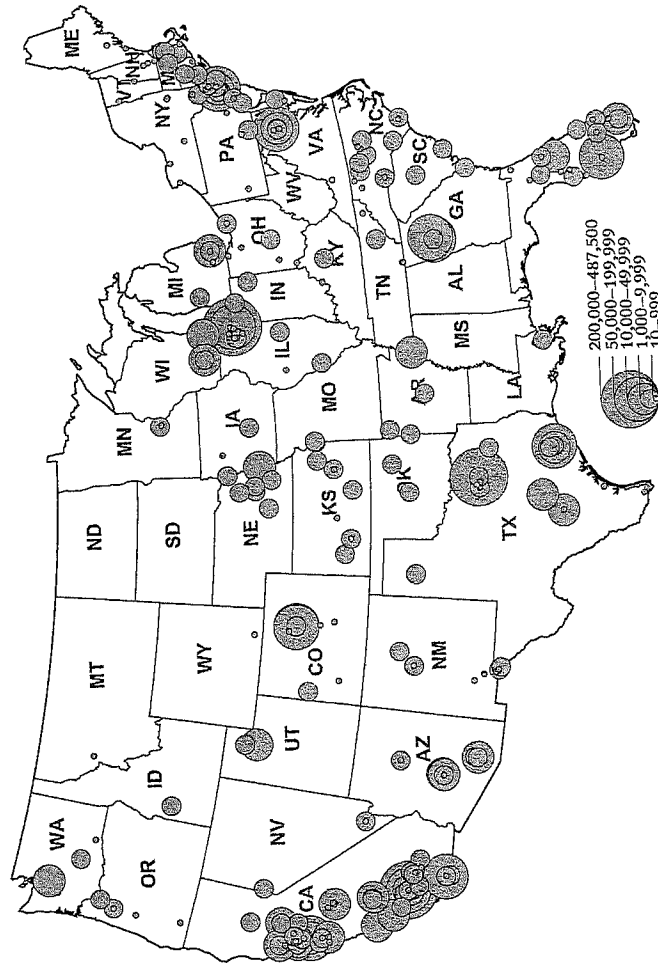 WA
MT
ND
MN
ME
VT
NH
M
OR
ID
WY
SD
WI
MI
NY
NV
UT
CO
NE
IA
IL
IN
OH
PA
CA
AZ
NM
KS
MO
KY
WV
VA
OK
AR
TN
NC
TX
LA
MS
AL
GA
SC
200,000–487,500
50,000–199,999
10,000–49,999
1,000–9,999
10–999